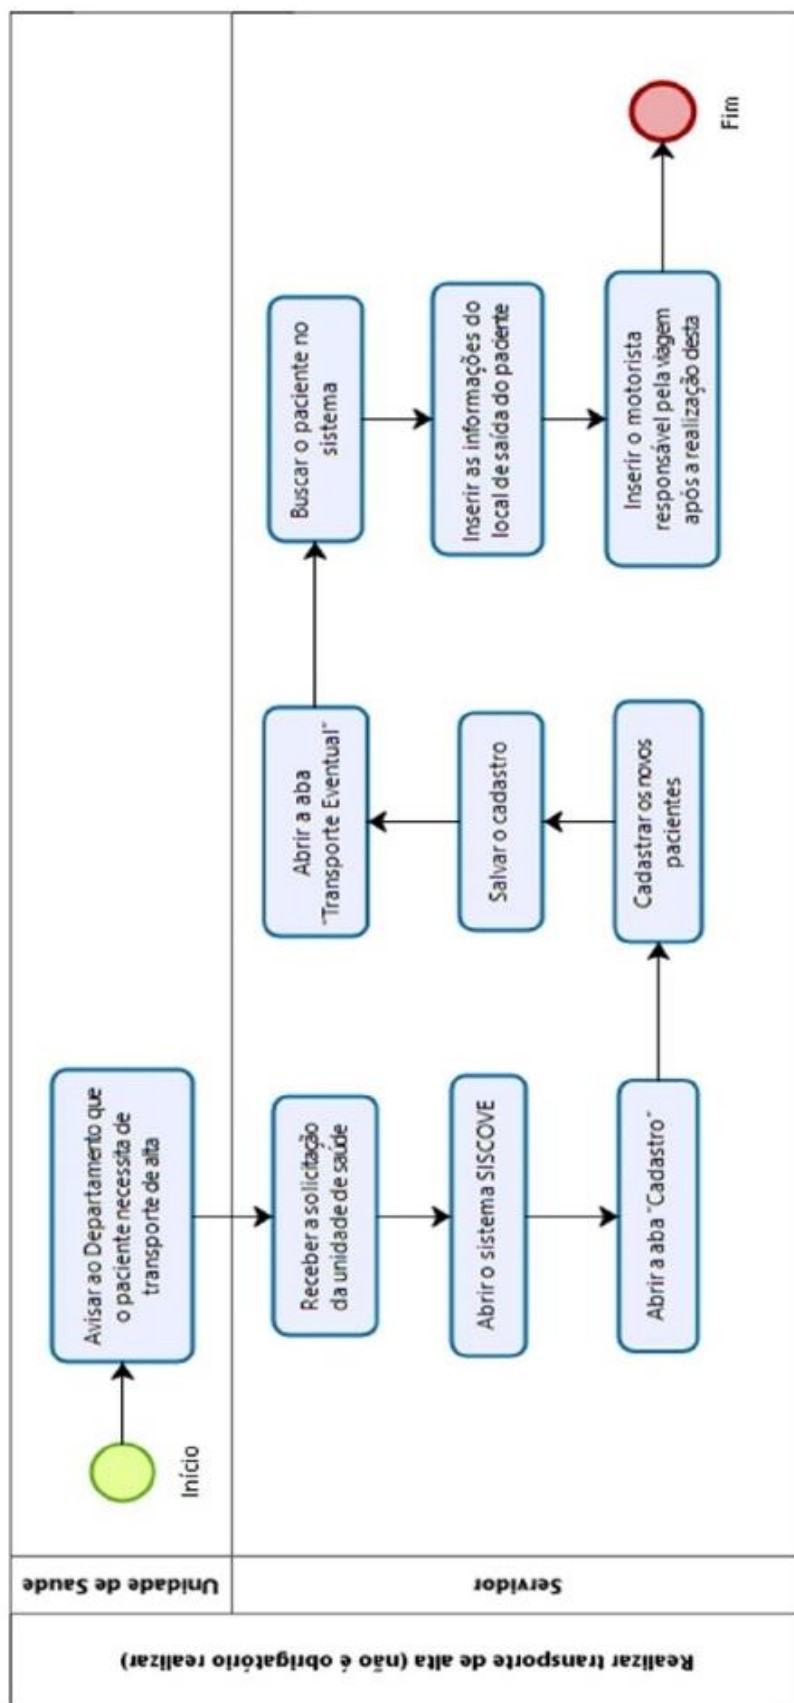 Realizar transporte de alta (não é obrigatório realizar)
Unidade de Saude
Início
Avisar ao Departamento que
o paciente necessita de
transporte de alta
Servidor
Receber a solicitação
da unidade de saúde
Abrir o sistema SISCOVE
Abrir a aba "Cadastro"
Cadastrar os novos
pacientes
Salvar o cadastro
Abrir a aba
"Transporte Eventual"
Buscar o paciente no
sistema
Inserir as informações do
local de saída do paciente
Inserir o motorista
responsável pela viagem
após a realização desta
Fim